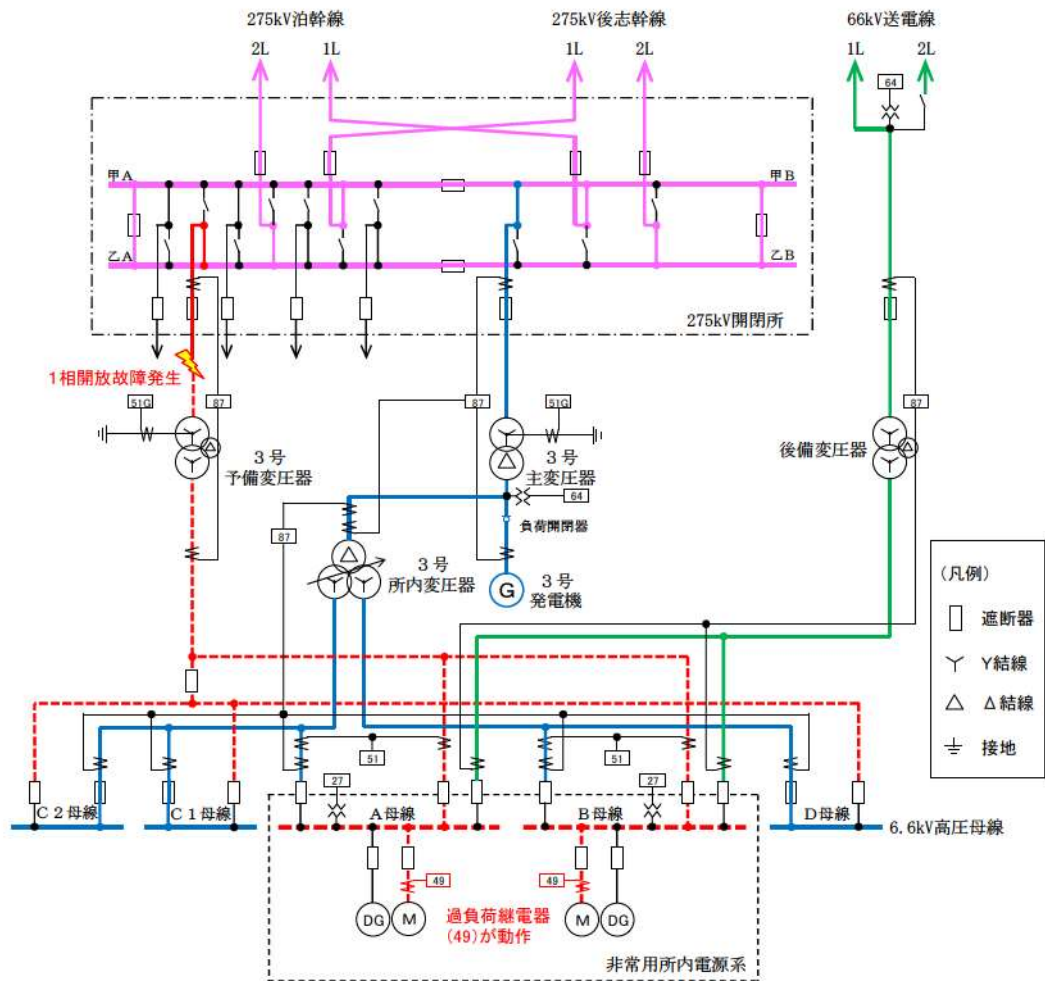 275kV泊幹線
275kV後志幹線
66kV送電線
2L
1L
1L
2L
1L
2L
64
甲A
甲B
乙A
乙B
275kV開閉所
1相開放故障発生
51G
87
87
51G
87
3号
予備変圧器
3号
主変圧器
後備変圧器
64
87
負荷開閉器
3号
所内変圧器
G
3号
発電機
(凡例)
遮断器
Y結線
Δ結線
接地
51
51
27
27
C2母線
C1母線
A母線
B母線
D母線
6.6kV高圧母線
49
49
DG
M
過負荷継電器
(49)が動作
M
DG
非常用所内電源系